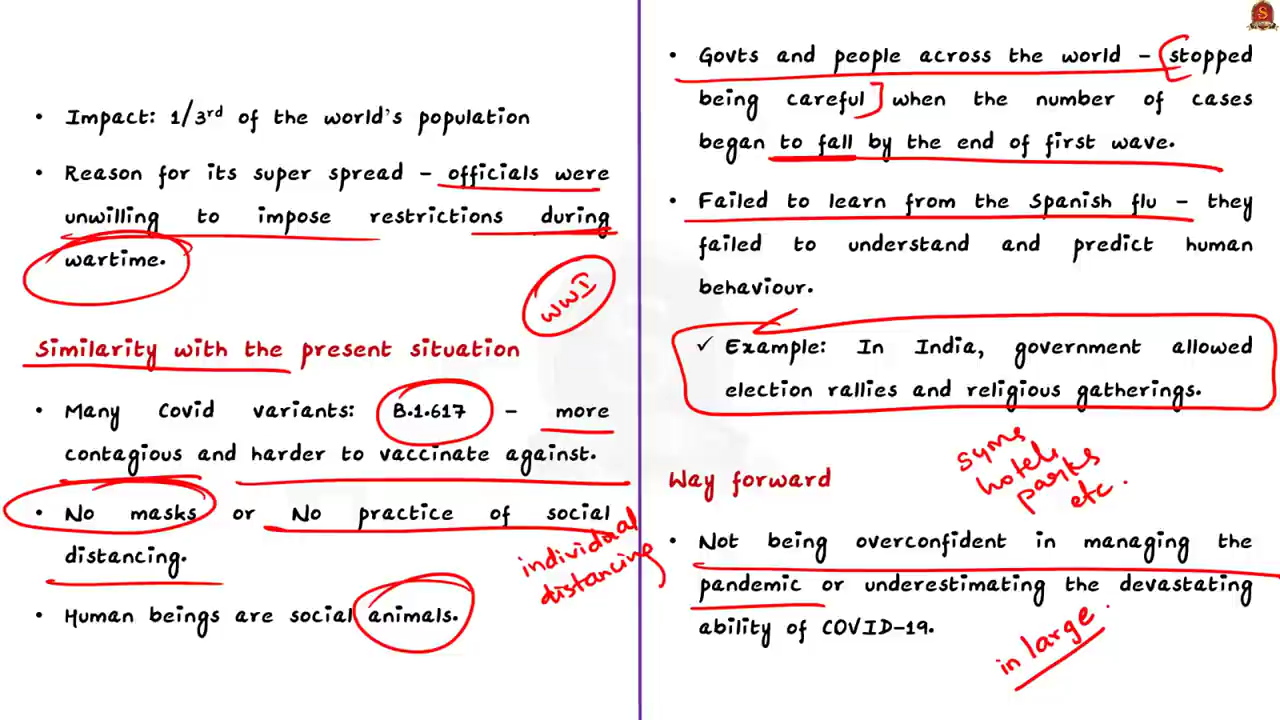 • Impact: 1/3rd of the world's population
• Reason for its super spread – officials were
unwilling to impose restrictions during
wartime.
WWI
Similarity with the present situation
• Many Covid variants: B.1.617 – more
contagious and harder to vaccinate against.
• No masks or No practice of social
distancing.
individual
distancing
• Human beings are social animals.
• Govts and people across the world – [stopped
being careful] when the number of cases
began to fall by the end of first wave.
• Failed to learn from the Spanish flu – they
failed to understand and predict human
behaviour.
✓ Example: In India, government allowed
election rallies and religious gatherings.
gyms
hotels
parks
etc.
Way forward
• Not being overconfident in managing the
pandemic or underestimating the devastating
ability of COVID-19.
in large.